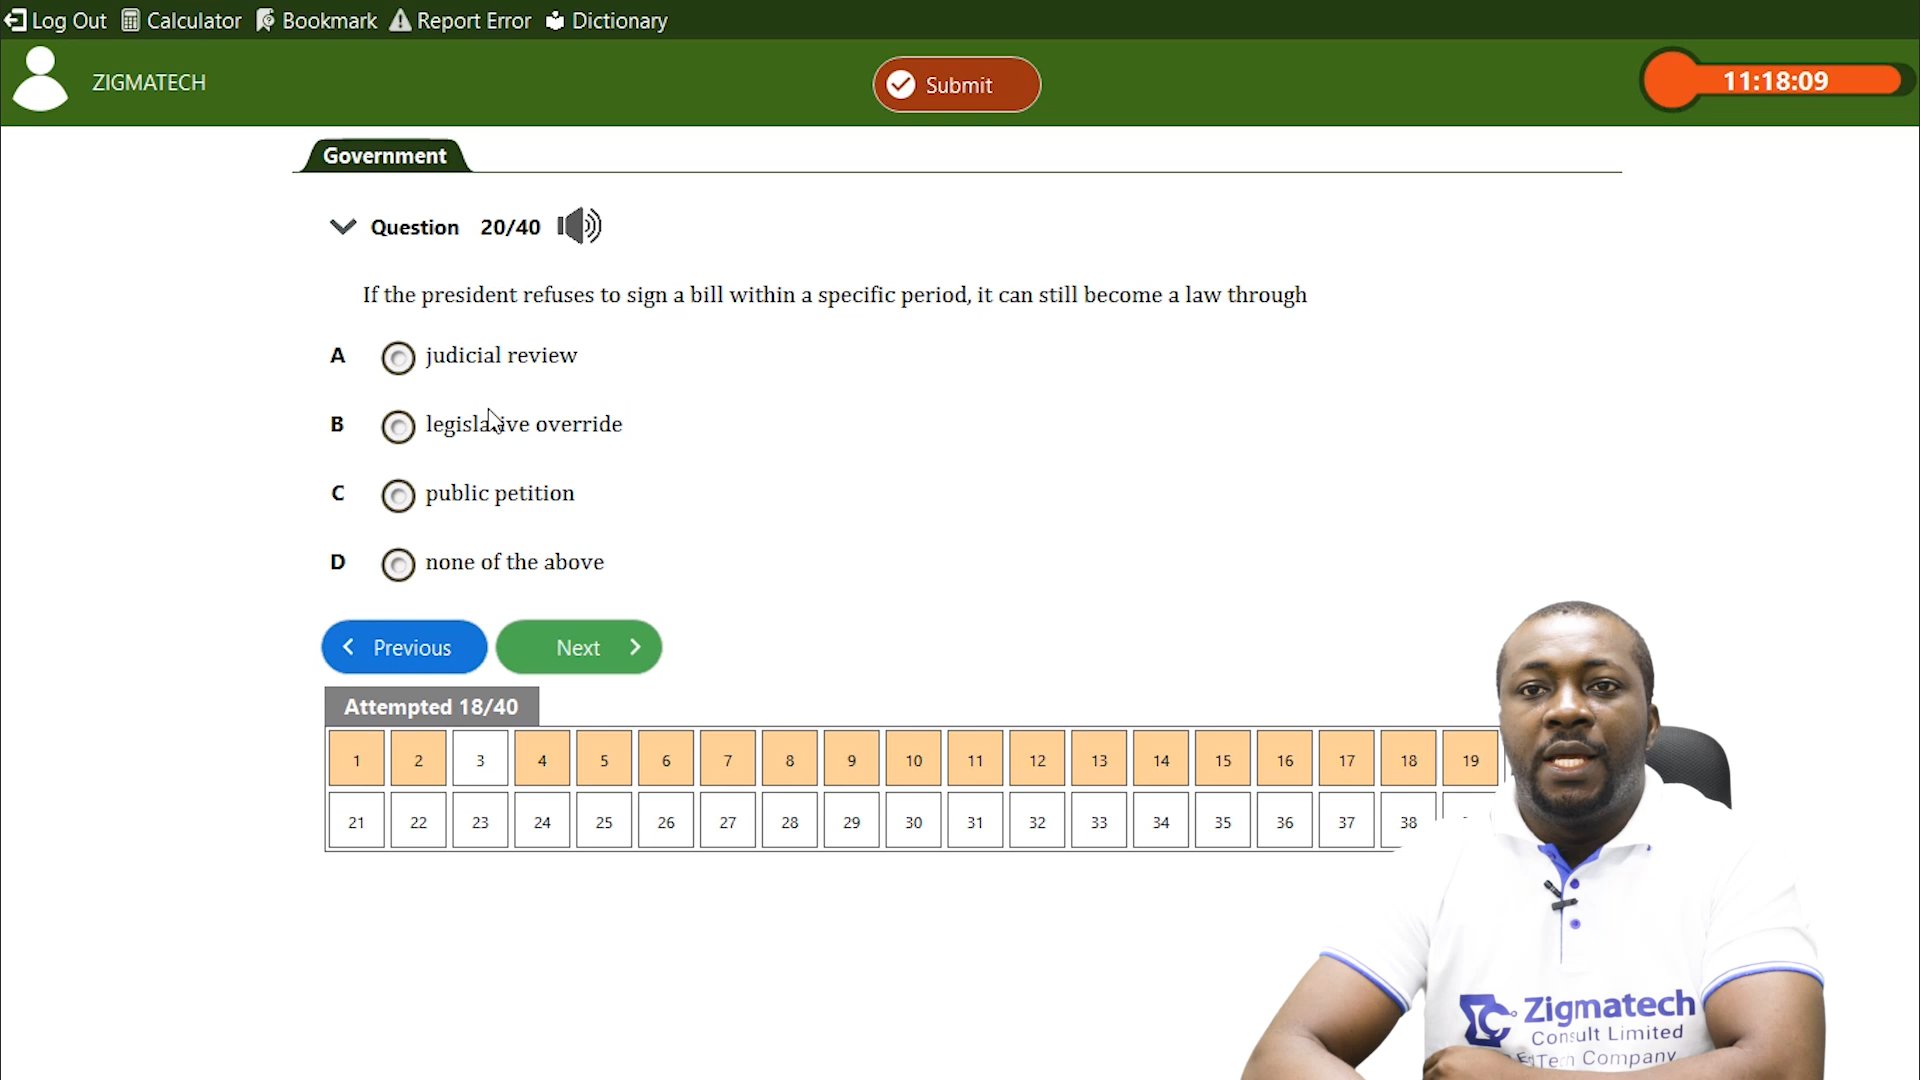 Log Out Calculator Bookmark Report Error Dictionary
ZIGMATECH
Submit
11:18:09
Government
Question 20/40
If the president refuses to sign a bill within a specific period, it can still become a law through
A judicial review
B legislative override
C public petition
D none of the above
Previous Next
Attempted 18/40
1 2 3 4 5 6 7 8 9 10 11 12 13 14 15 16 17 18 19
21 22 23 24 25 26 27 28 29 30 31 32 33 34 35 36 37 38
Zigmatech
Consult Limited
EdTech Company